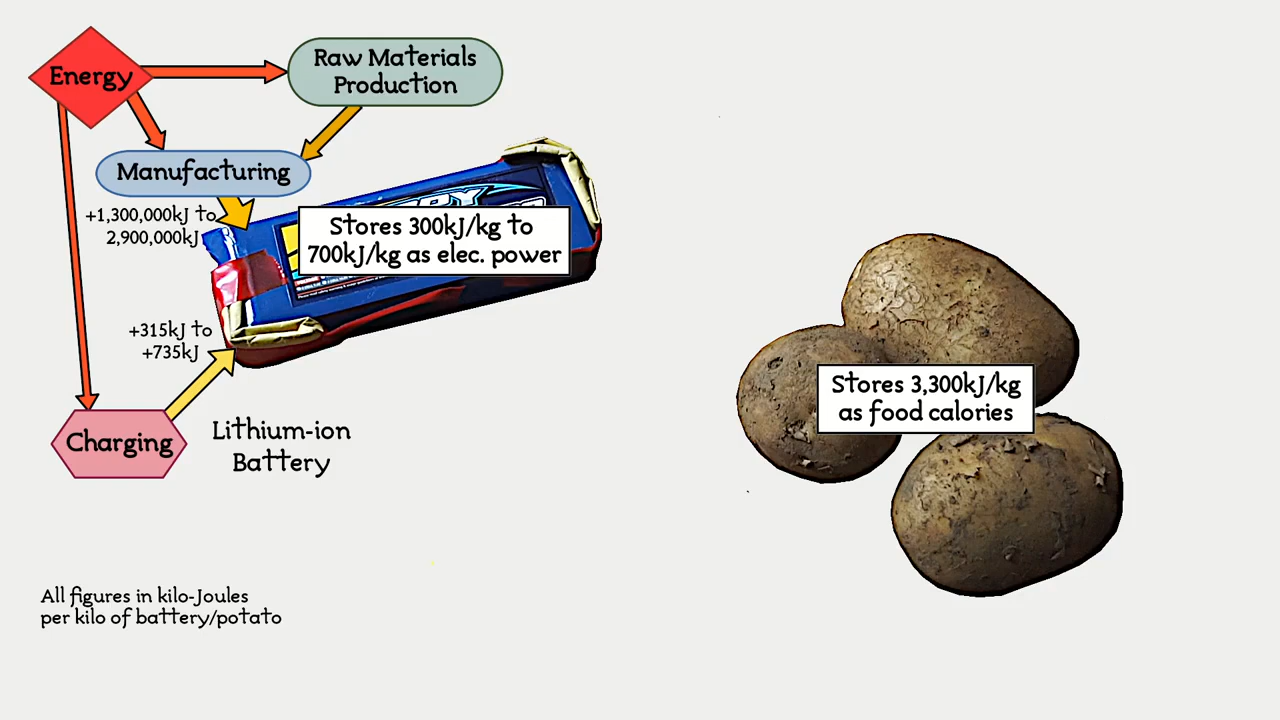 Energy
Raw Materials
Production
Manufacturing
+1,300,000kJ to
2,900,000kJ
Stores 300kJ/kg to
700kJ/kg as elec. power
+315kJ to
+735kJ
Charging
Lithium-ion
Battery
Stores 3,300kJ/kg
as food calories
All figures in kilo-Joules
per kilo of battery/potato